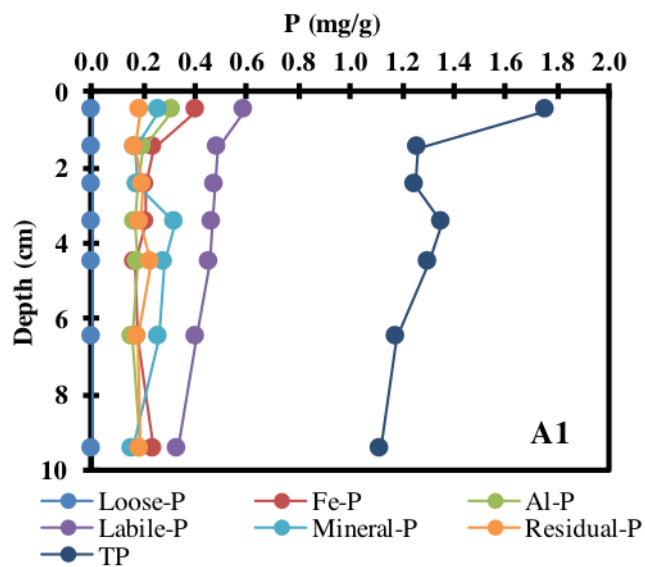 P (mg/g)
0.0 0.2 0.4 0.6 0.8 1.0 1.2 1.4 1.6 1.8 2.0
0
2
4
6
8
10
Depth (cm)
A1
Loose-P Fe-P Al-P
Labile-P Mineral-P Residual-P
TP